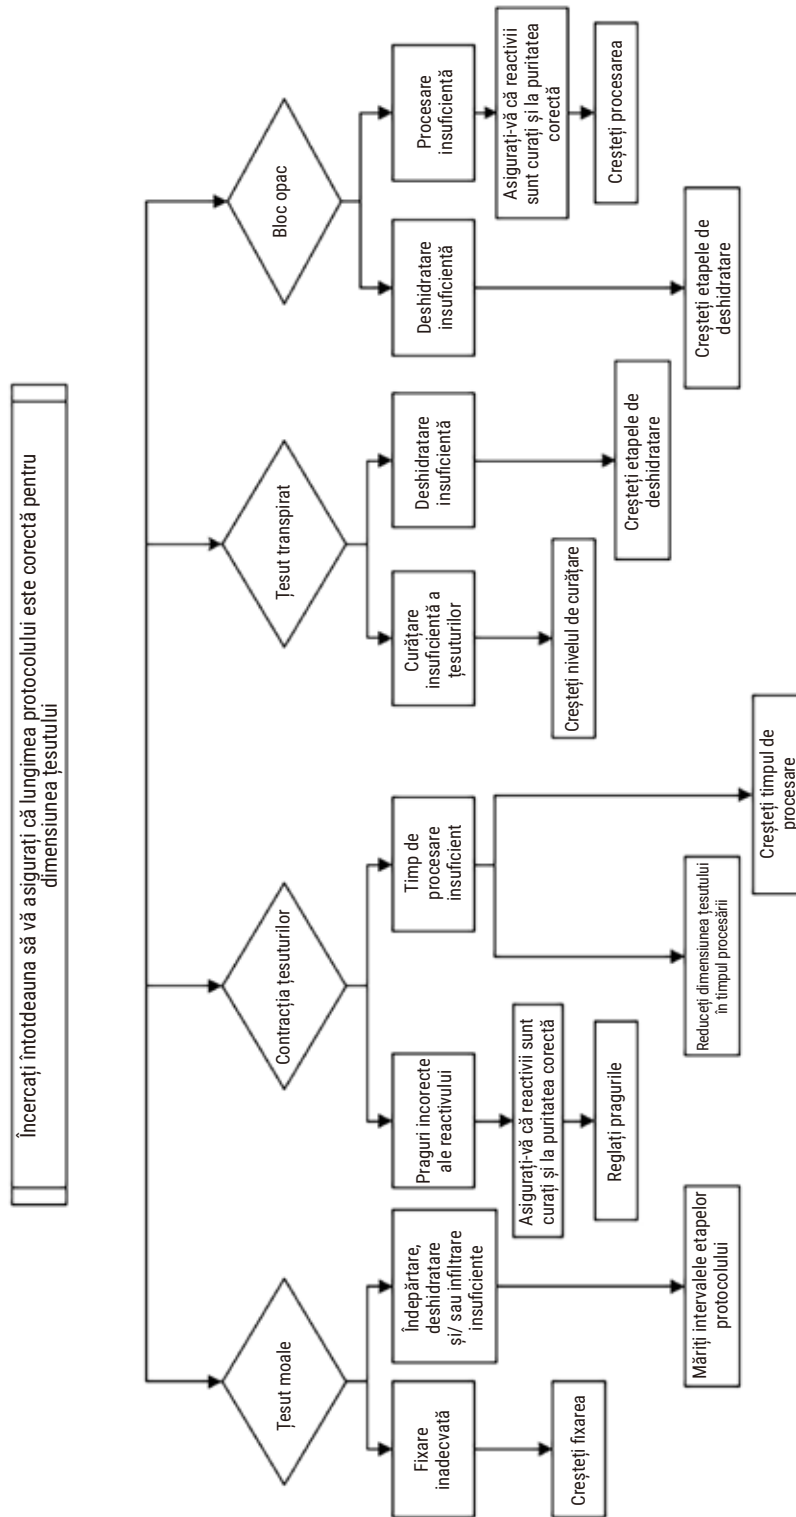 Încercați întotdeauna să vă asigurați că lungimea protocolului este corectă pentru
dimensiunea țesutului
Țesut moale
Fixare
inadecvată
Creșteți fixarea
Îndepărtare,
deshidratare
și/ sau infiltrare
insuficiente
Măriți intervalele etapelor
protocolului
Contracția țesuturilor
Praguri incorecte
ale reactivului
Asigurați-vă că reactivii sunt
curați și la puritatea corectă
Reglați pragurile
Timp de
procesare
insuficient
Reduceți dimensiunea țesutului
în timpul procesării
Creșteți timpul de
procesare
Țesut transpirat
Curățare
insuficientă a
țesuturilor
Creșteți nivelul de curățare
Deshidratare
insuficientă
Creșteți etapele de
deshidratare
Bloc opac
Deshidratare
insuficientă
Creșteți etapele de
deshidratare
Procesare
insuficientă
Asigurați-vă că reactivii
sunt curați și la puritatea
corectă
Creșteți procesarea